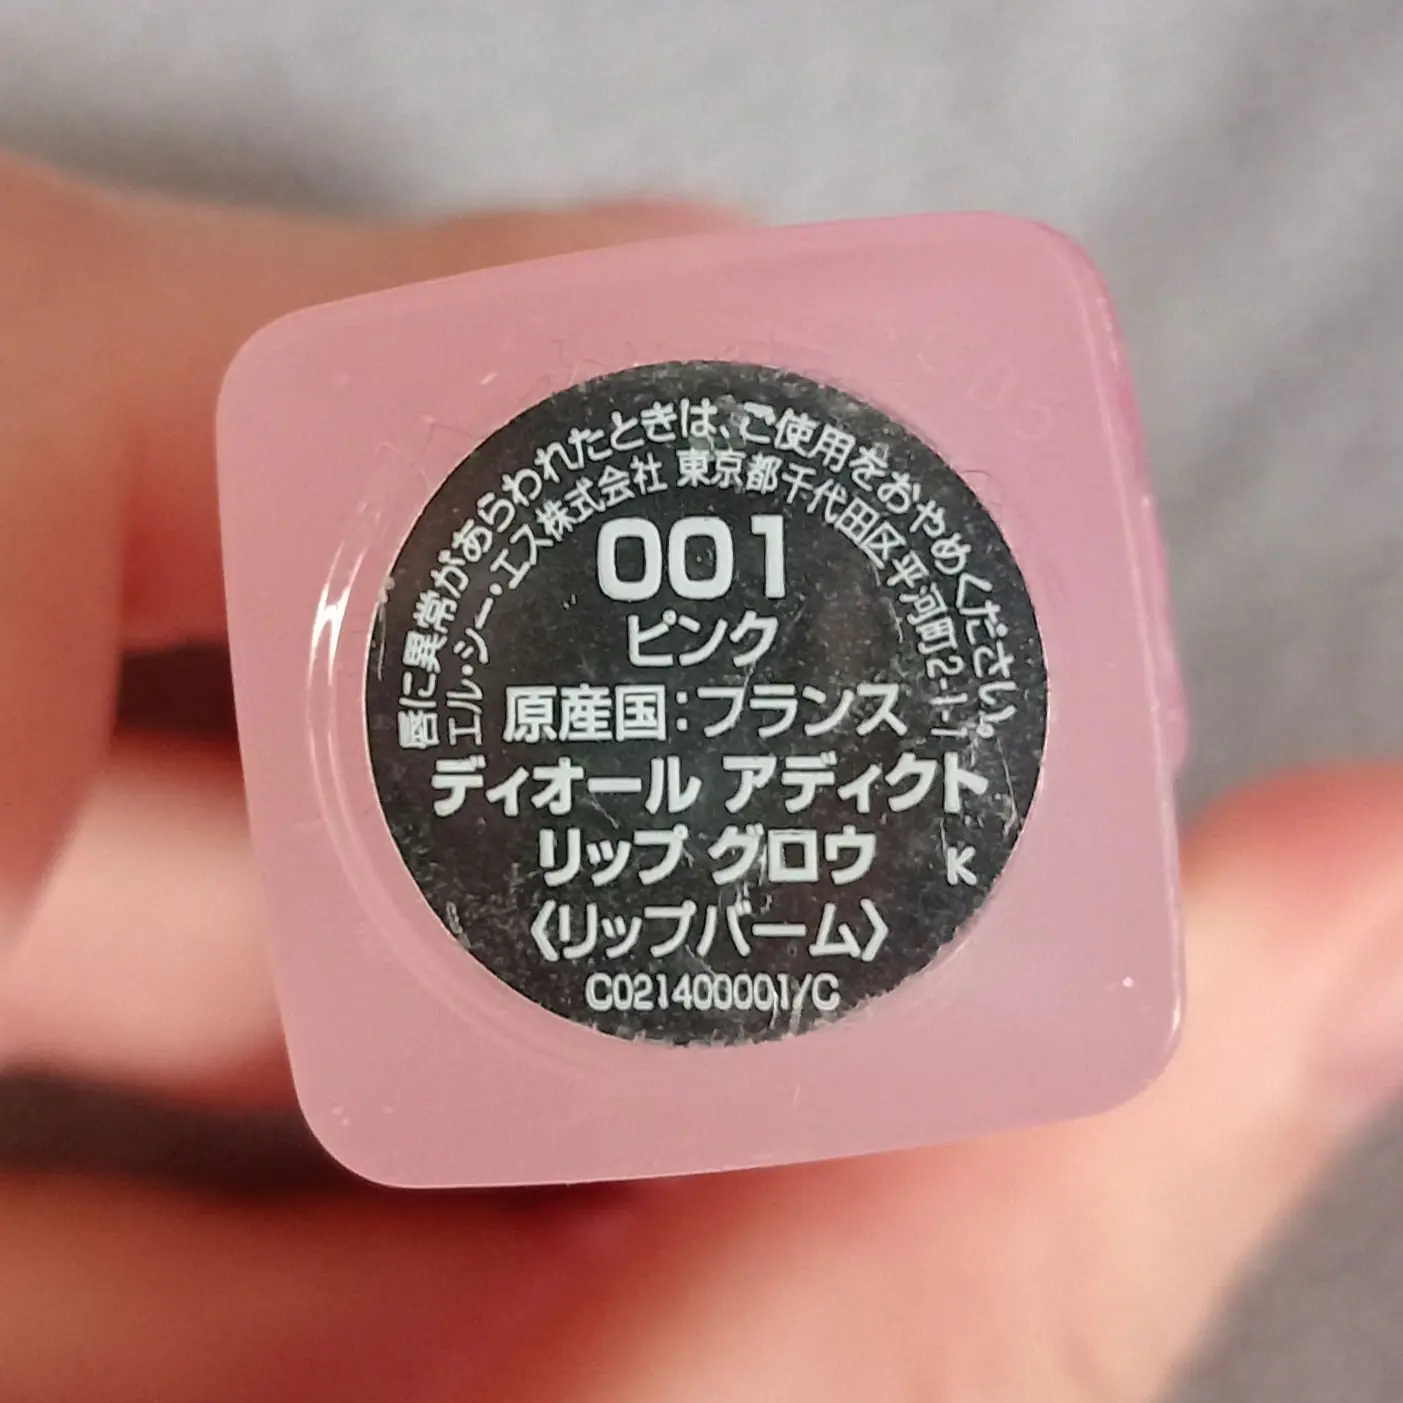 唇に異常があらわれたときは、ご使用をおやめください。
エル・シー・エス株式会社 東京都千代田区平河町2-1-1
001
ピンク
原産国:フランス
ディオール アディクト
リップ グロウ
K
〈リップバーム〉
C021400001/C